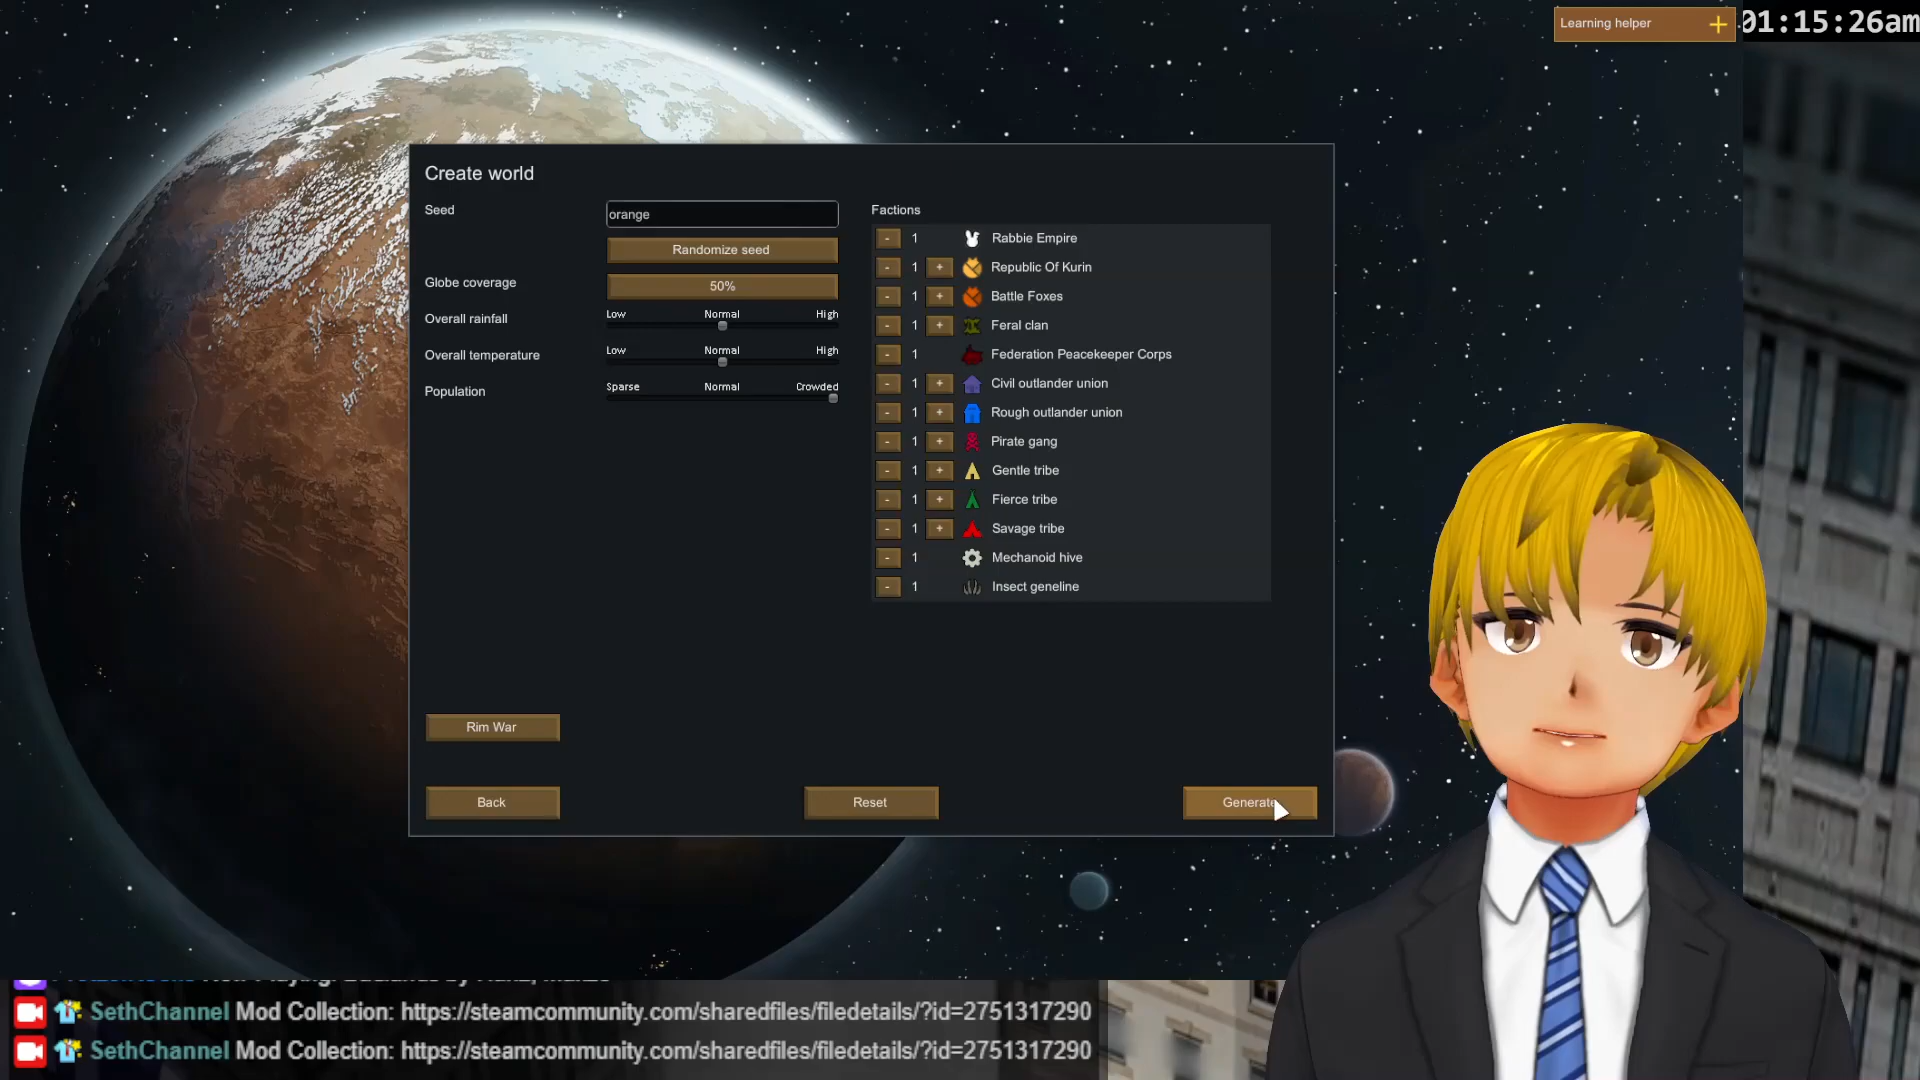 Learning helper +
01:15:26am
Create world
Seed
orange
Randomize seed
Globe coverage
50%
Overall rainfall
Low Normal High
Overall temperature
Low Normal High
Population
Sparse Normal Crowded
Factions
- 1 Rabbie Empire
- 1 + Republic Of Kurin
- 1 + Battle Foxes
- 1 + Feral clan
- 1 Federation Peacekeeper Corps
- 1 + Civil outlander union
- 1 + Rough outlander union
- 1 + Pirate gang
- 1 + Gentle tribe
- 1 + Fierce tribe
- 1 + Savage tribe
- 1 Mechanoid hive
- 1 Insect geneline
Rim War
Back
Reset
Generate
SethChannel Mod Collection: https://steamcommunity.com/sharedfiles/filedetails/?id=2751317290
SethChannel Mod Collection: https://steamcommunity.com/sharedfiles/filedetails/?id=2751317290